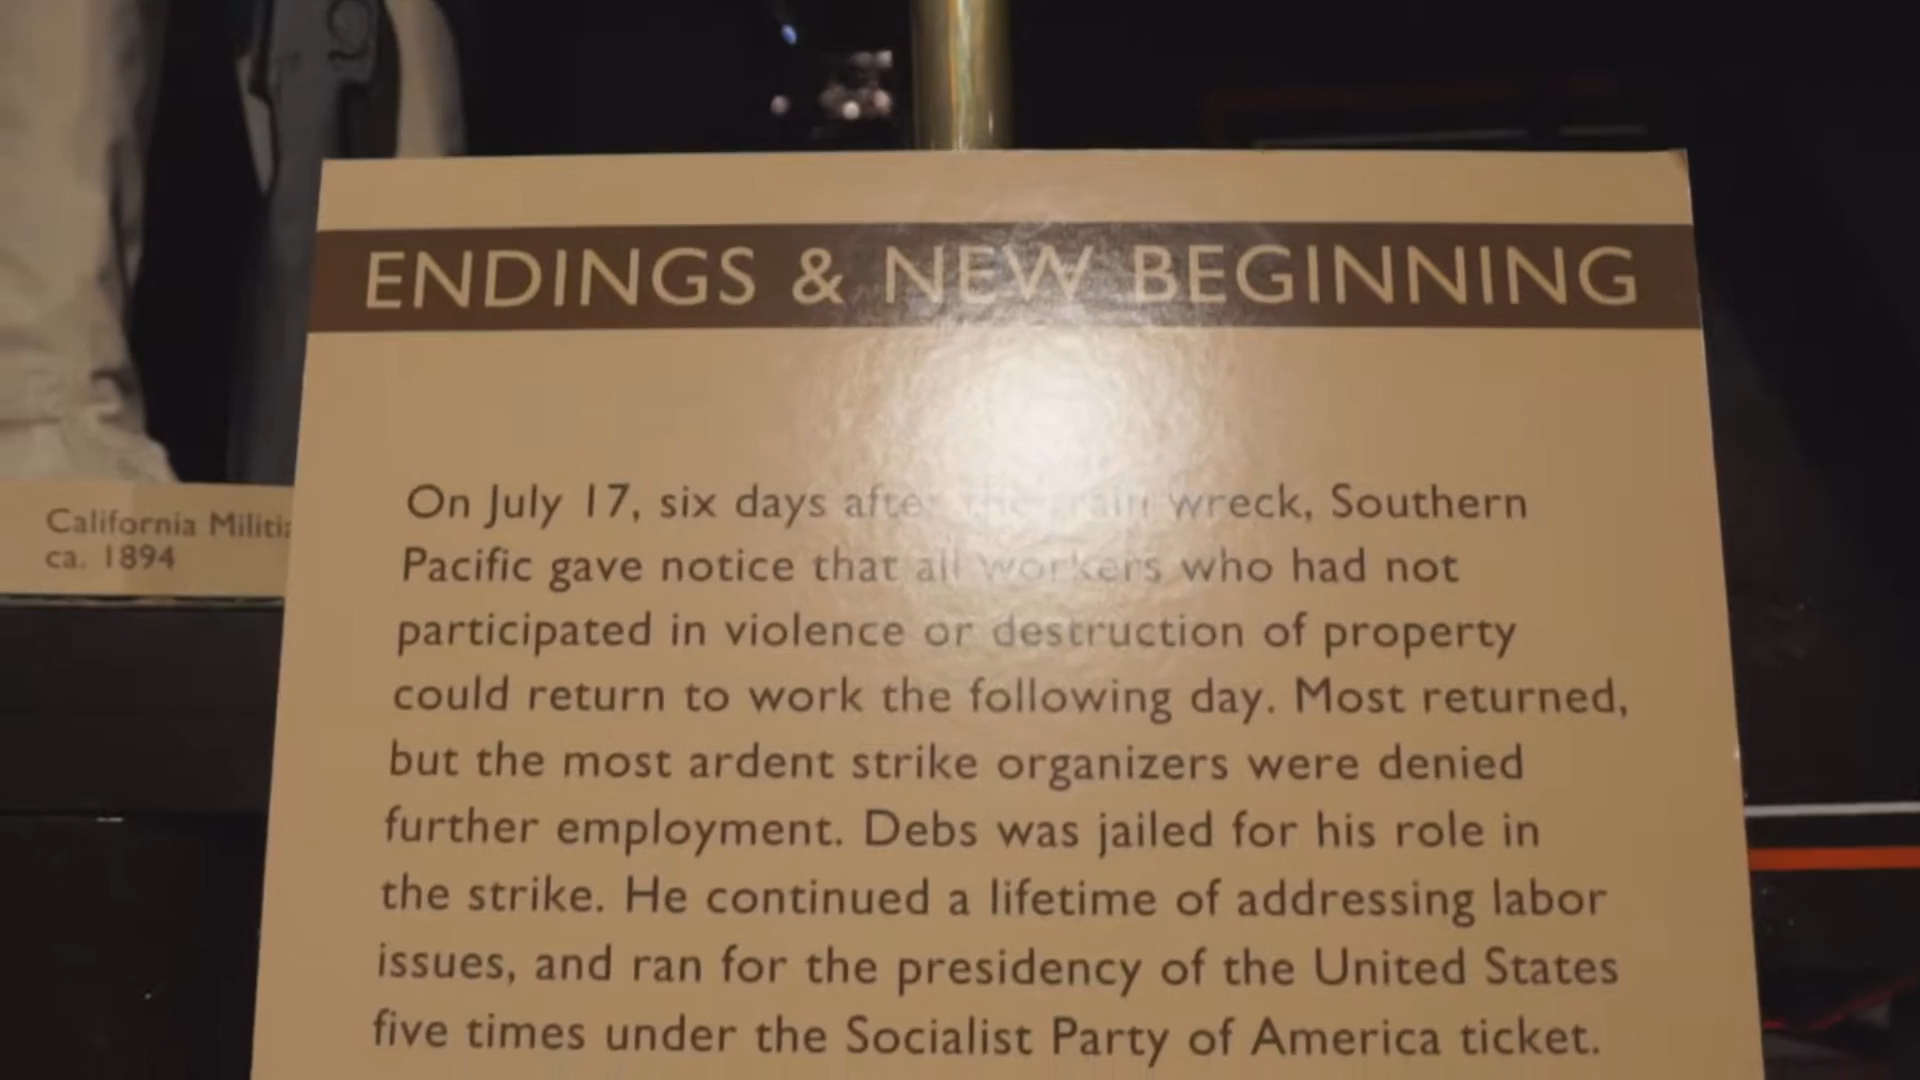 ENDINGS & NEW BEGINNING
On July 17, six days after the train wreck, Southern
Pacific gave notice that all workers who had not
participated in violence or destruction of property
could return to work the following day. Most returned,
but the most ardent strike organizers were denied
further employment. Debs was jailed for his role in
the strike. He continued a lifetime of addressing labor
issues, and ran for the presidency of the United States
five times under the Socialist Party of America ticket.
California Militia
ca. 1894